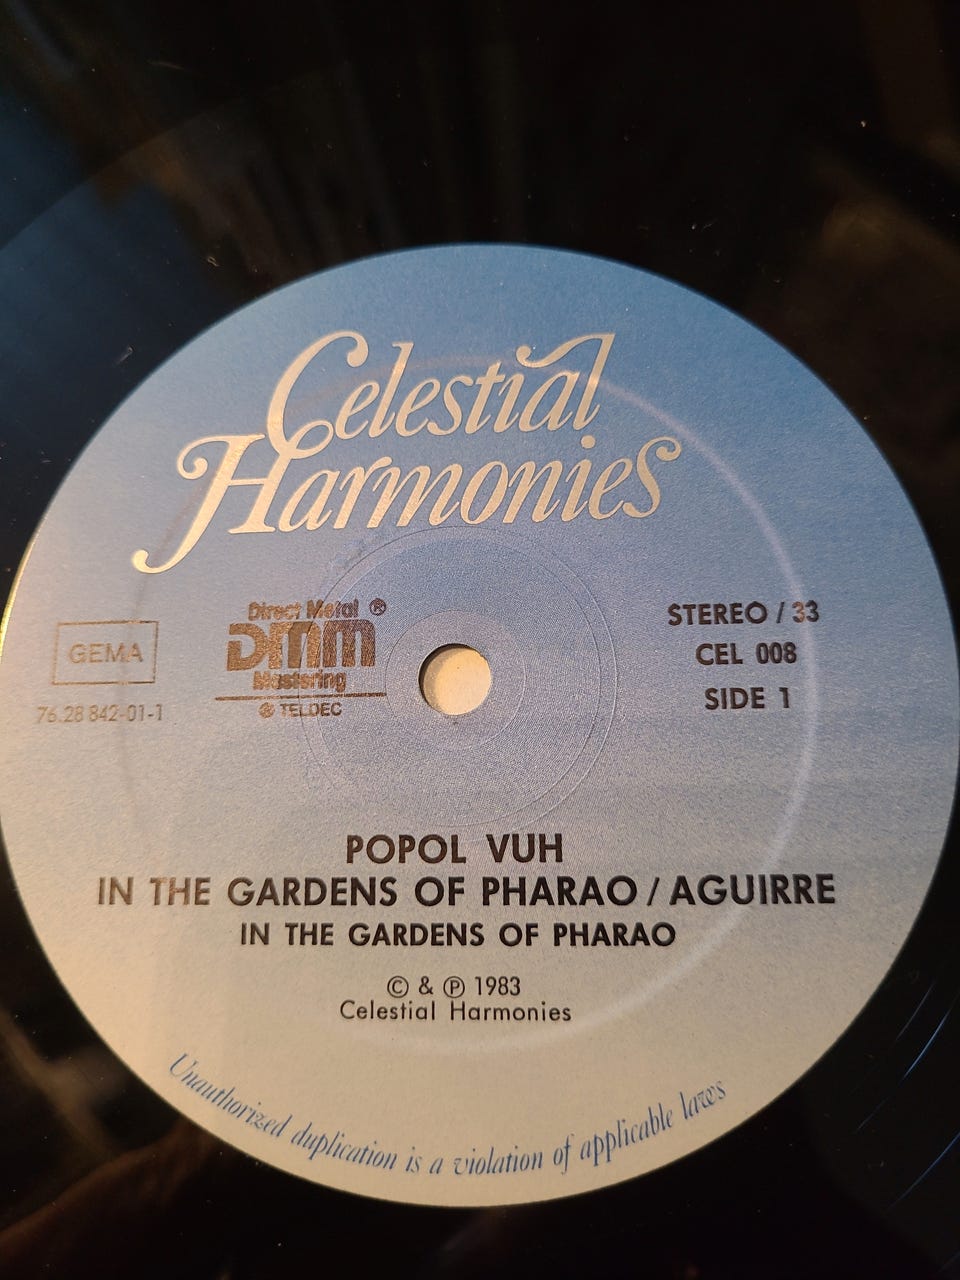 Celestial
Harmonies
GEMA
76.28 842-01-1
Direct Metal ®
DMM
Mastering
℗ TELDEC
STEREO / 33
CEL 008
SIDE 1
POPOL VUH
IN THE GARDENS OF PHARAO / AGUIRRE
IN THE GARDENS OF PHARAO
© & ℗ 1983
Celestial Harmonies
Unauthorized duplication is a violation of applicable laws